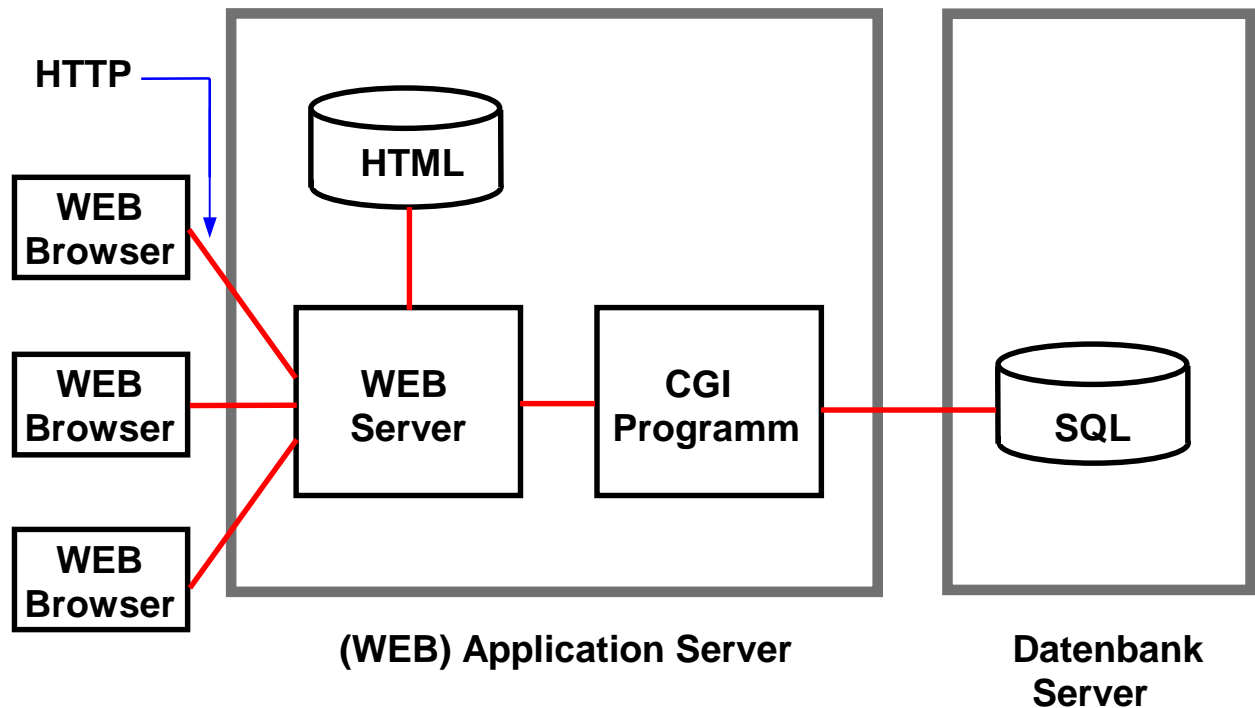 HTTP
HTML
WEB
Browser
WEB
Browser
WEB
Browser
WEB
Server
CGI
Programm
SQL
(WEB) Application Server
Datenbank
Server